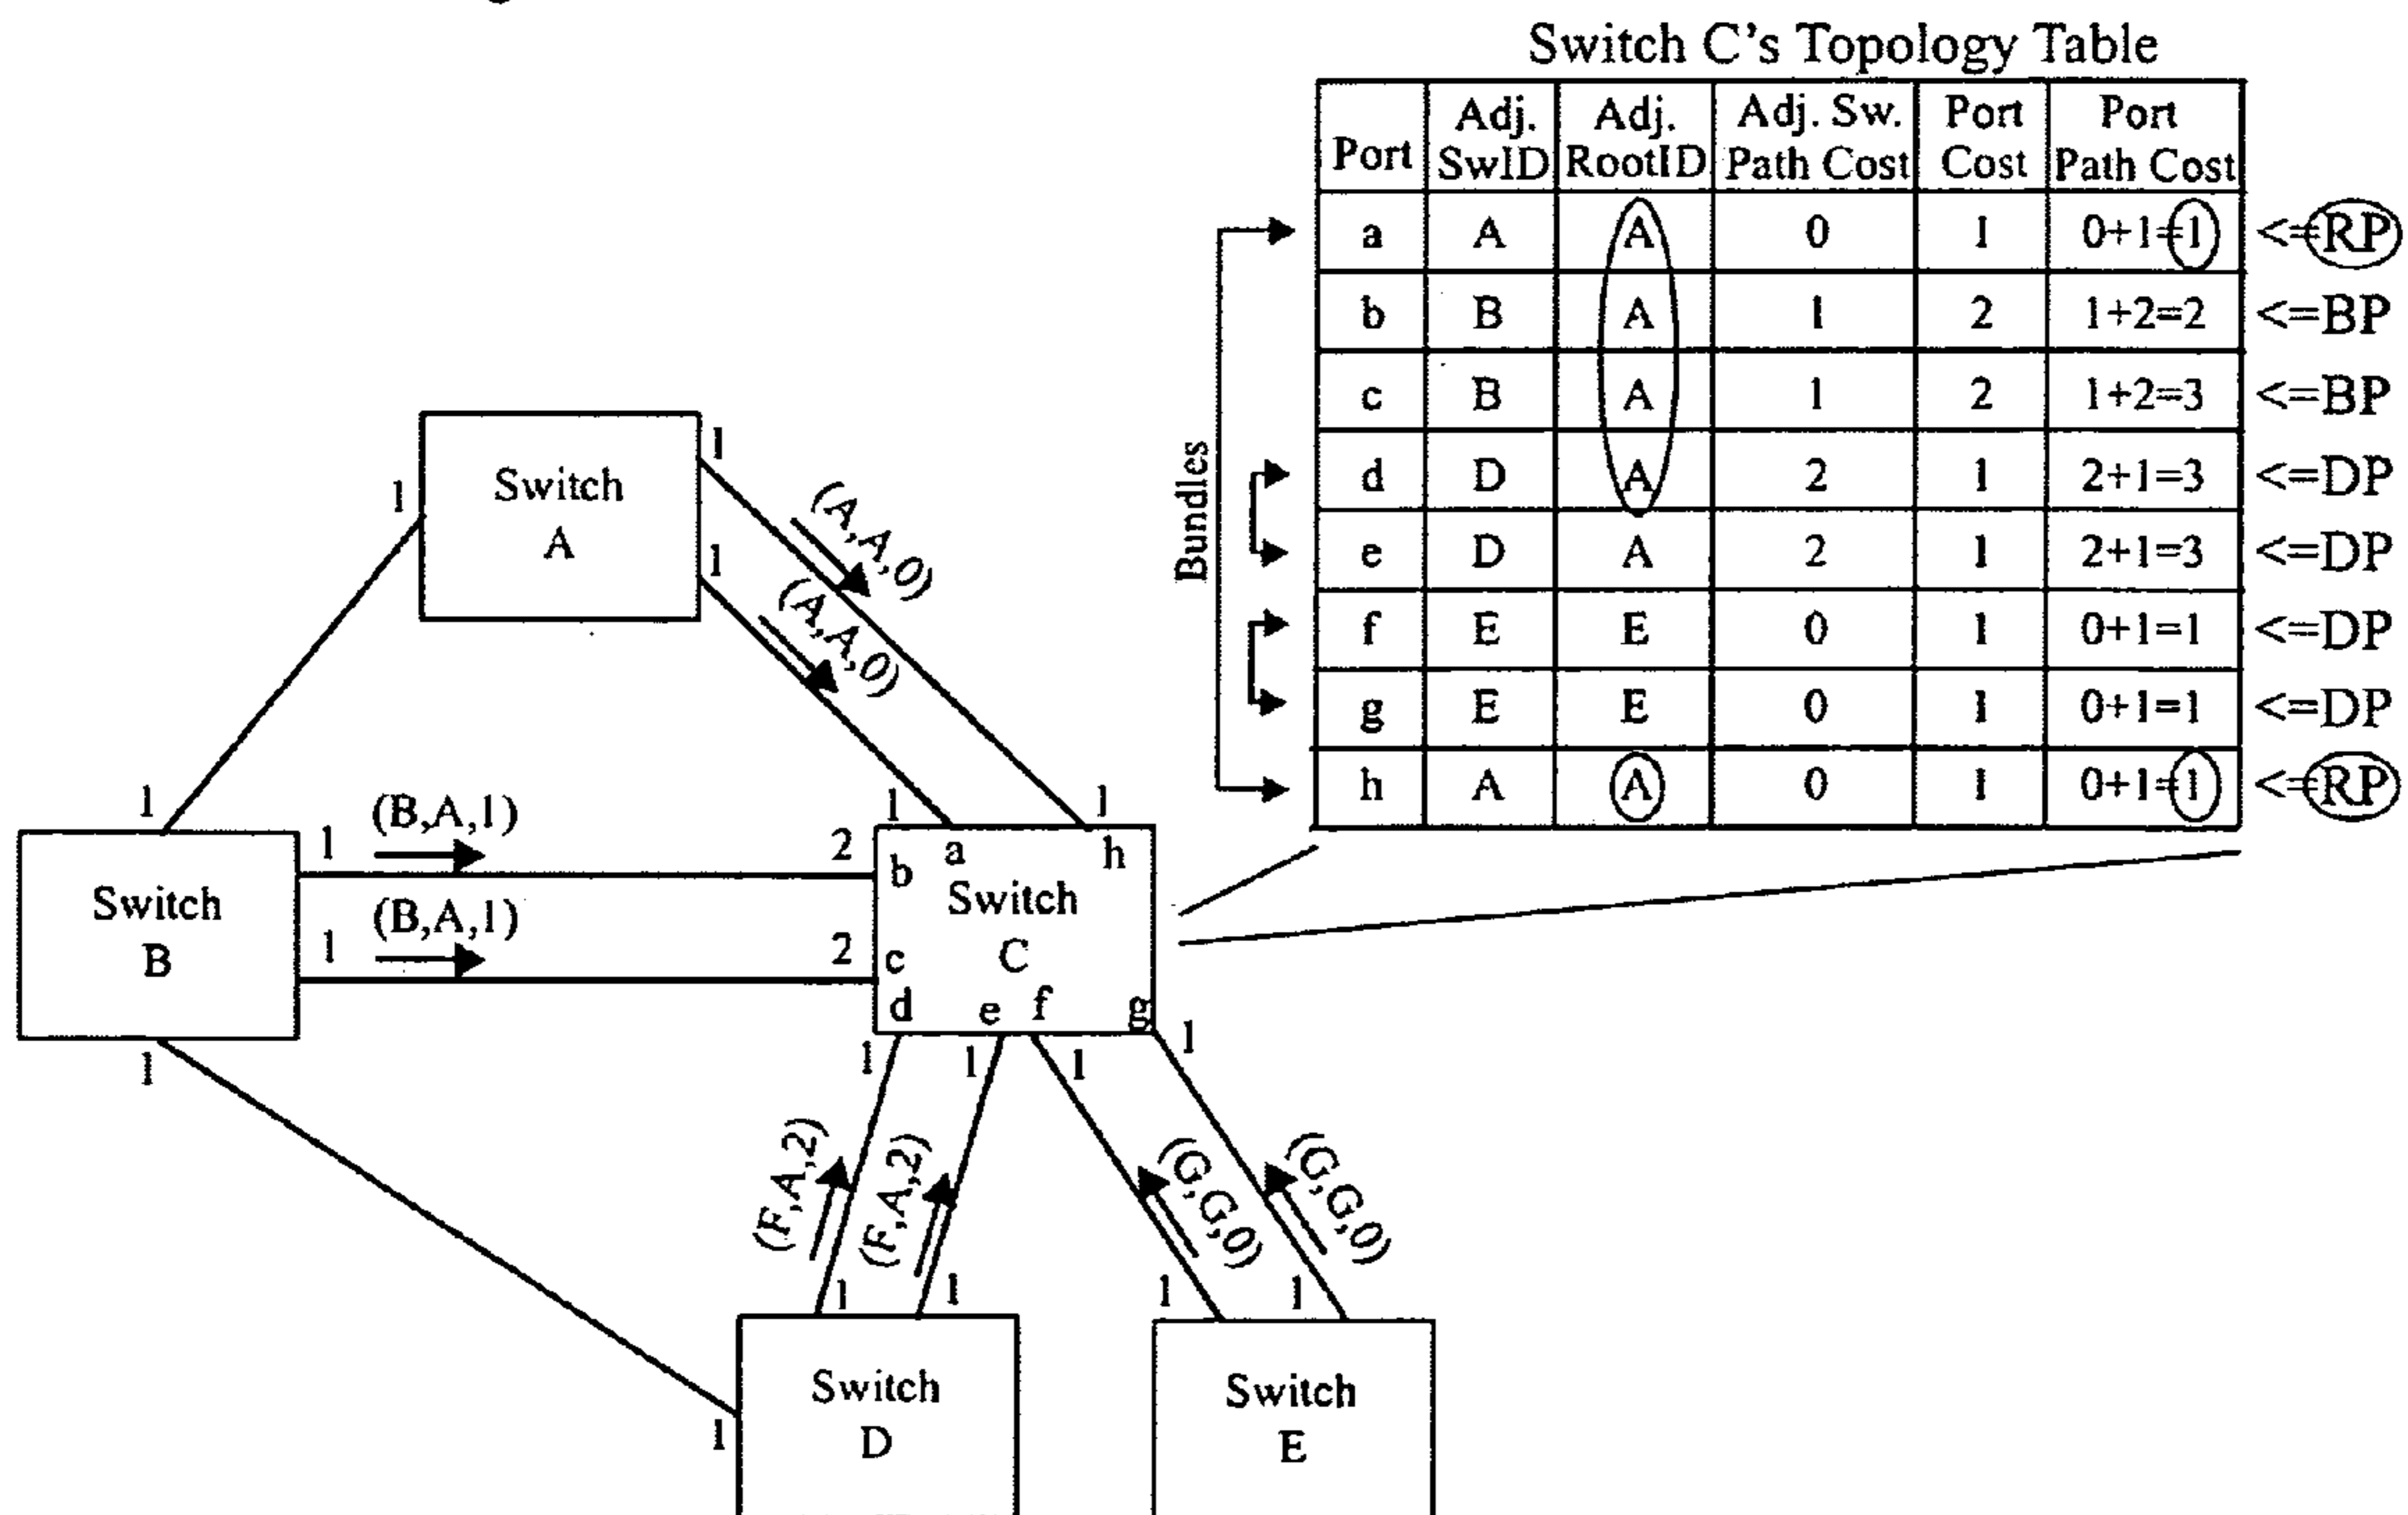 Switch C's Topology Table
Port Adj. SwID Adj. RootID Adj. Sw. Path Cost Port Cost Port Path Cost
a A A 0 1 0+1=1 <=RP
b B A 1 2 1+2=2 <=BP
c B A 1 2 1+2=3 <=BP
d D A 2 1 2+1=3 <=DP
e D A 2 1 2+1=3 <=DP
f E E 0 1 0+1=1 <=DP
g E E 0 1 0+1=1 <=DP
h A A 0 1 0+1=1 <=RP
Bundles
Switch
A
1
1
1
(A,A,0)
(A,A,0)
1
1
1
(B,A,1)
1
2
(B,A,1)
1
2
Switch
B
1
a
h
b
Switch
C
c
d
e
f
g
1
1
1
1
(F,A,2)
(F,A,2)
(G,G,0)
(G,G,0)
1
1
1
1
1
Switch
D
Switch
E